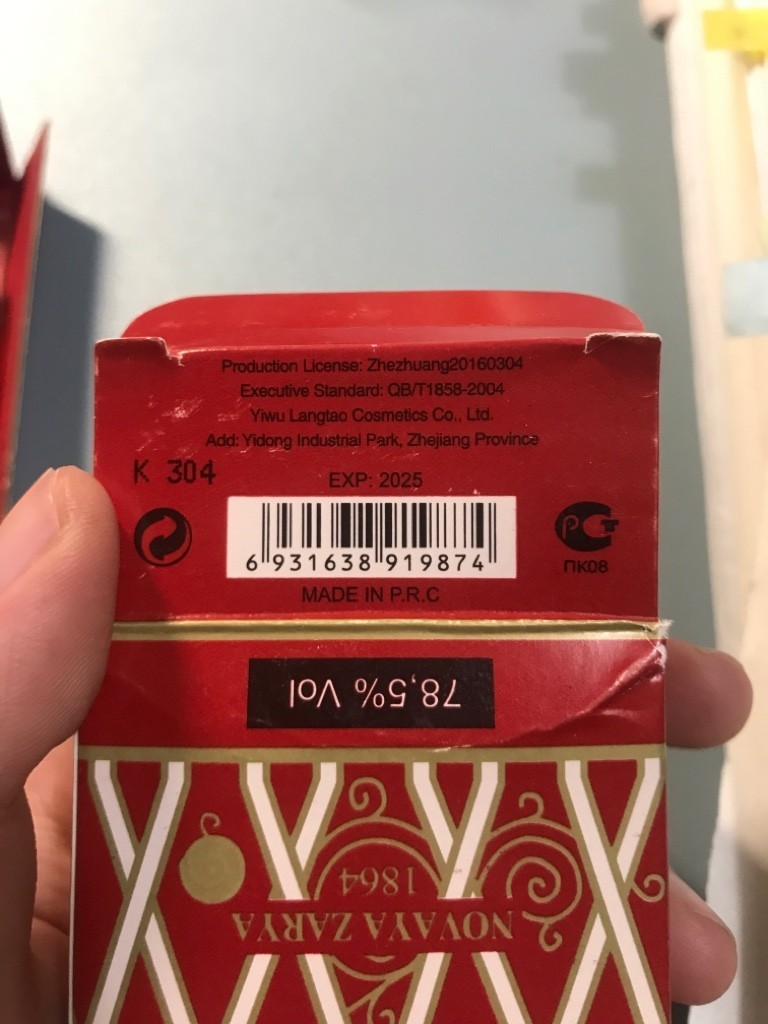 Production License: Zhezhuang20160304
Executive Standard: QB/T1858-2004
Yiwu Langtao Cosmetics Co., Ltd.
Add: Yidong Industrial Park, Zhejiang Province
K 304
EXP: 2025
6 931638 919874
РСТ
ПК08
MADE IN P.R.C
78,5% Vol
1864
NOVAYA ZARYA